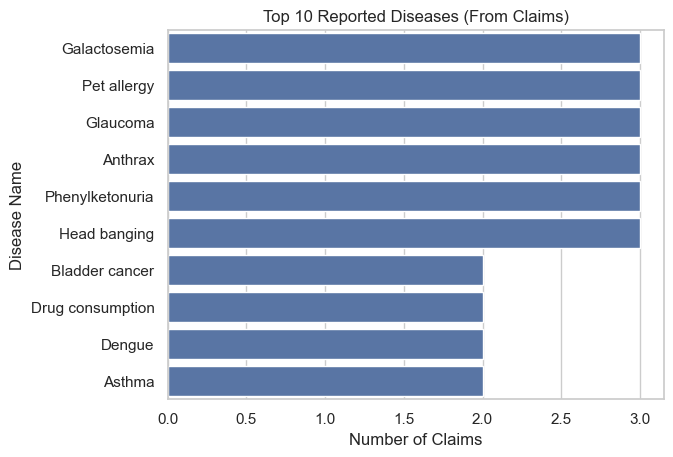 Top 10 Reported Diseases (From Claims)
Disease Name
Galactosemia
Pet allergy
Glaucoma
Anthrax
Phenylketonuria
Head banging
Bladder cancer
Drug consumption
Dengue
Asthma
0.0 0.5 1.0 1.5 2.0 2.5 3.0
Number of Claims